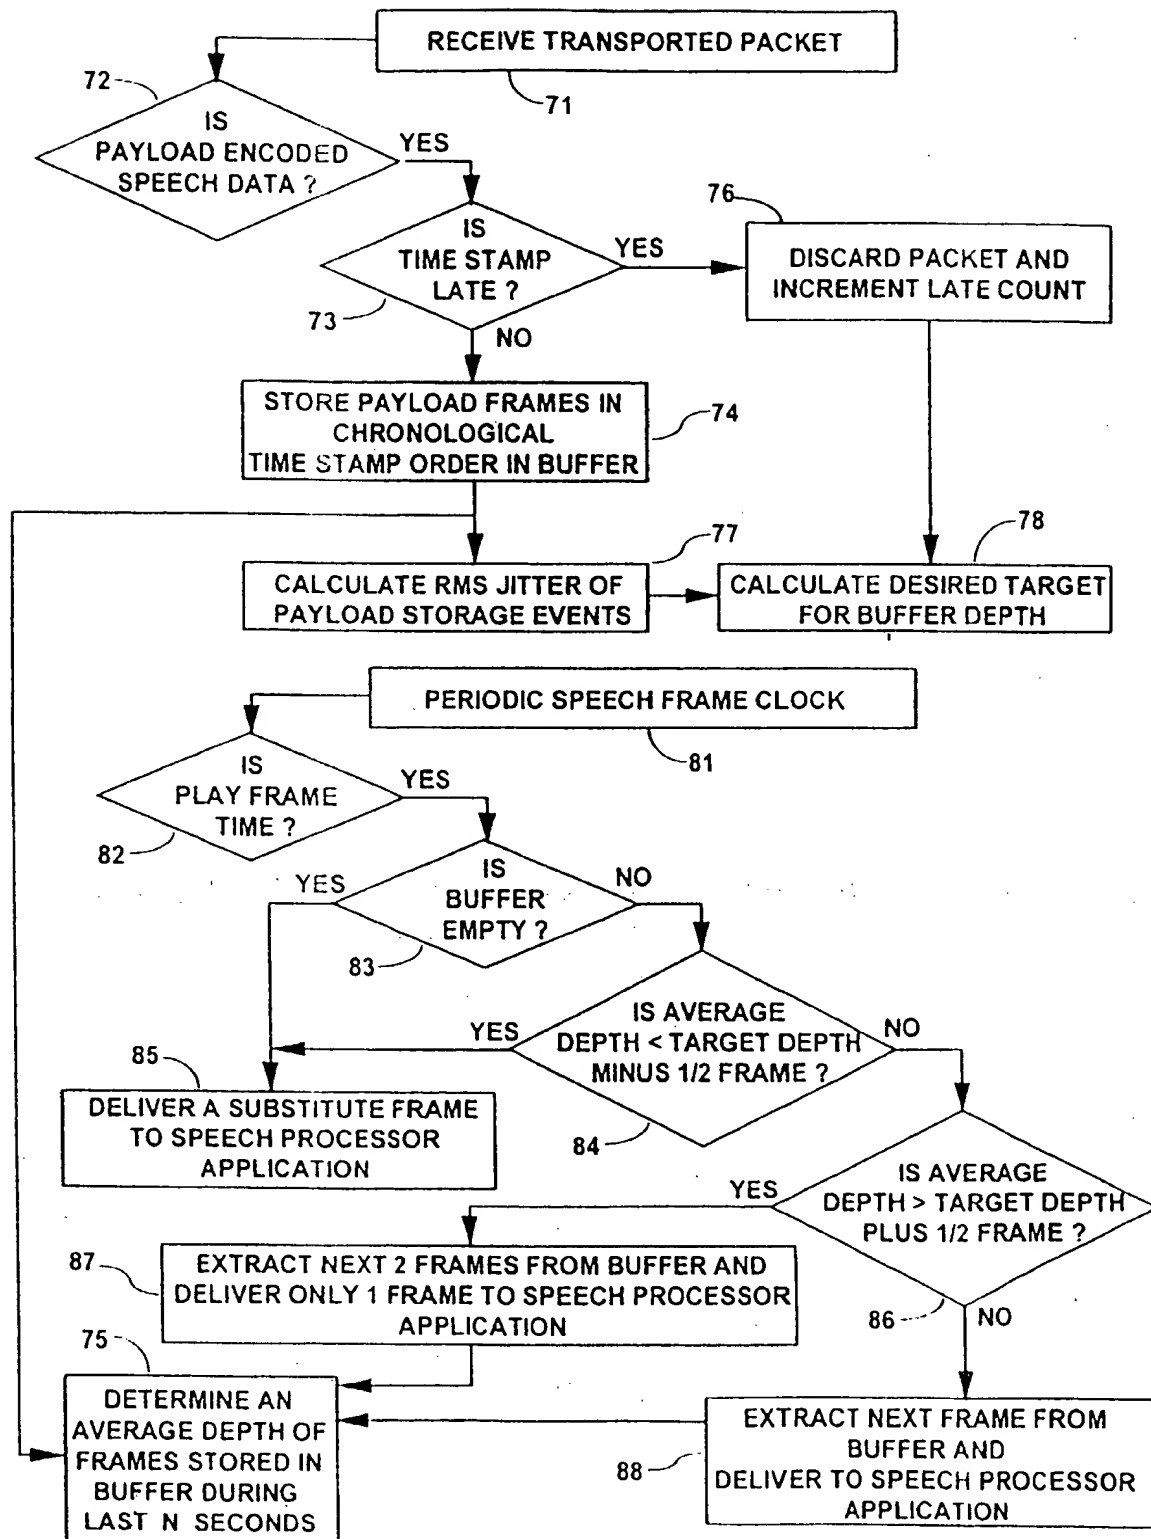 RECEIVE TRANSPORTED PACKET
71
72
IS
PAYLOAD ENCODED
SPEECH DATA ?
YES
IS
TIME STAMP
LATE ?
73
YES
NO
76
DISCARD PACKET AND
INCREMENT LATE COUNT
STORE PAYLOAD FRAMES IN
CHRONOLOGICAL
TIME STAMP ORDER IN BUFFER
74
77
CALCULATE RMS JITTER OF
PAYLOAD STORAGE EVENTS
78
CALCULATE DESIRED TARGET
FOR BUFFER DEPTH
PERIODIC SPEECH FRAME CLOCK
81
IS
PLAY FRAME
TIME ?
82
YES
IS
BUFFER
EMPTY ?
83
YES
NO
IS AVERAGE
DEPTH < TARGET DEPTH
MINUS 1/2 FRAME ?
84
YES
NO
85
DELIVER A SUBSTITUTE FRAME
TO SPEECH PROCESSOR
APPLICATION
IS AVERAGE
DEPTH > TARGET DEPTH
PLUS 1/2 FRAME ?
86
YES
NO
87
EXTRACT NEXT 2 FRAMES FROM BUFFER AND
DELIVER ONLY 1 FRAME TO SPEECH PROCESSOR
APPLICATION
75
DETERMINE AN
AVERAGE DEPTH OF
FRAMES STORED IN
BUFFER DURING
LAST N SECONDS
88
EXTRACT NEXT FRAME FROM
BUFFER AND
DELIVER TO SPEECH PROCESSOR
APPLICATION